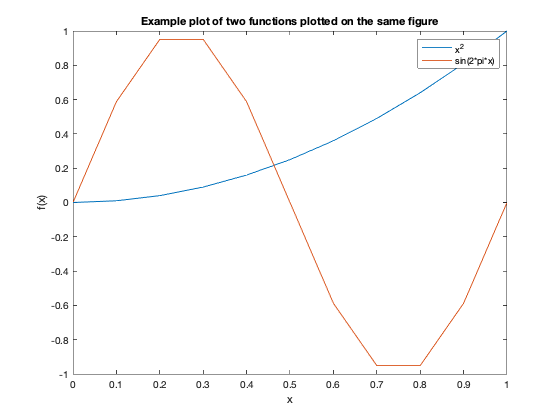 Example plot of two functions plotted on the same figure
x²
sin(2*pi*x)
f(x)
1
0.8
0.6
0.4
0.2
0
-0.2
-0.4
-0.6
-0.8
-1
0 0.1 0.2 0.3 0.4 0.5 0.6 0.7 0.8 0.9 1
x